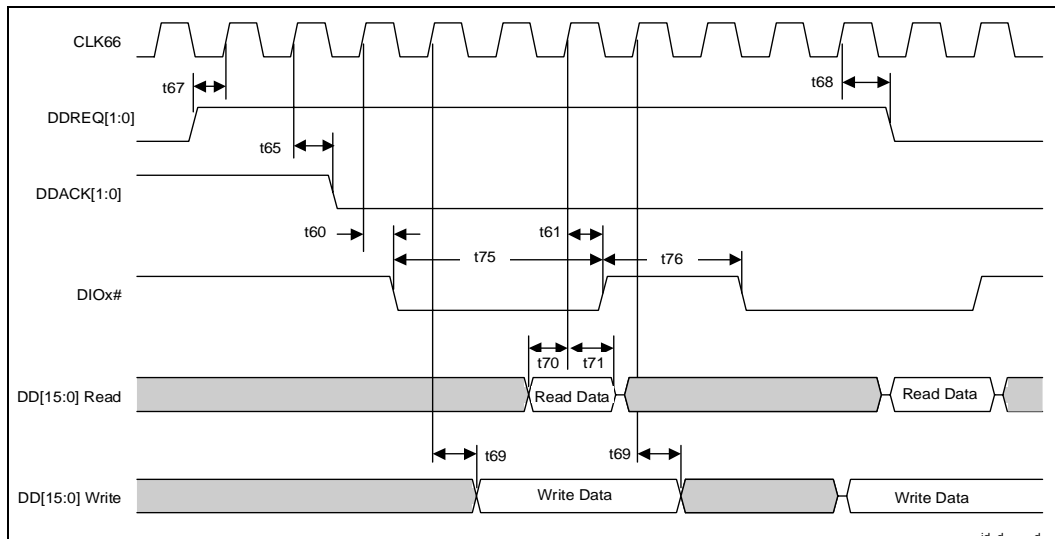 CLK66
t67
t68
DDREQ[1:0]
t65
DDACK[1:0]
t60
t61
t75
t76
DIOx#
t70
t71
DD[15:0] Read
Read Data
Read Data
t69
t69
DD[15:0] Write
Write Data
Write Data